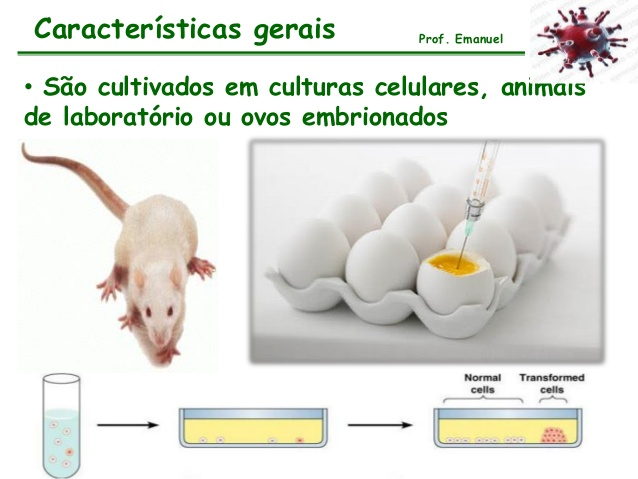 Características gerais
Prof. Emanuel
• São cultivados em culturas celulares, animais
de laboratório ou ovos embrionados
Normal
cells
Transformed
cells